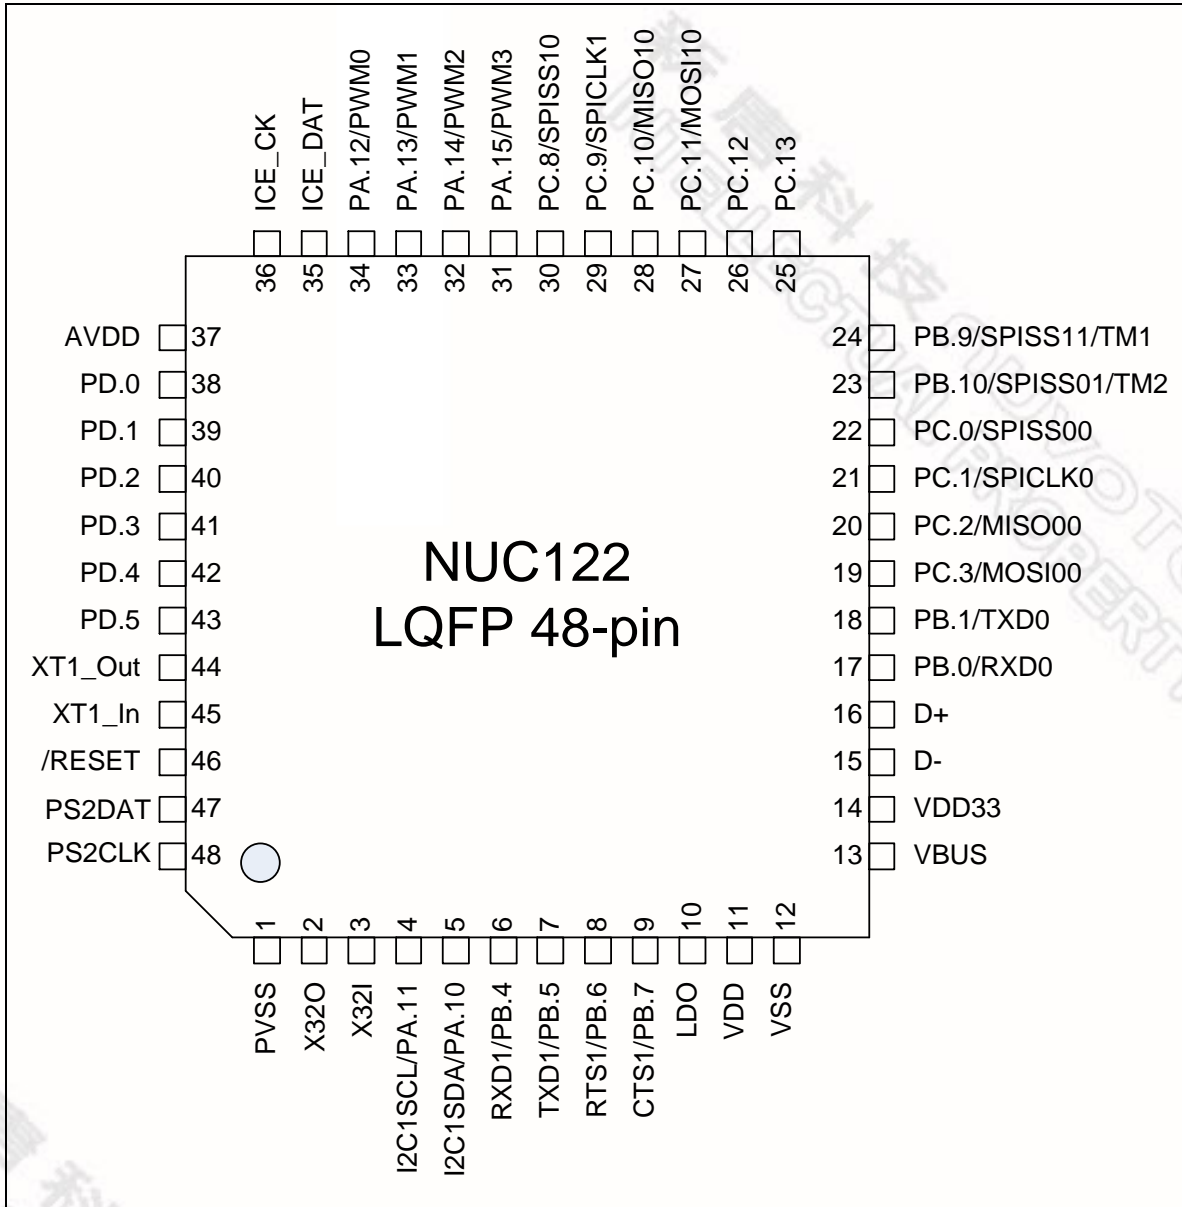 ICE_CK
ICE_DAT
PA.12/PWM0
PA.13/PWM1
PA.14/PWM2
PA.15/PWM3
PC.8/SPISS10
PC.9/SPICLK1
PC.10/MISO10
PC.11/MOSI10
PC.12
PC.13
36
35
34
33
32
31
30
29
28
27
26
25
AVDD 37
PD.0 38
PD.1 39
PD.2 40
PD.3 41
PD.4 42
PD.5 43
XT1_Out 44
XT1_In 45
/RESET 46
PS2DAT 47
PS2CLK 48
NUC122
LQFP 48-pin
24 PB.9/SPISS11/TM1
23 PB.10/SPISS01/TM2
22 PC.0/SPISS00
21 PC.1/SPICLK0
20 PC.2/MISO00
19 PC.3/MOSI00
18 PB.1/TXD0
17 PB.0/RXD0
16 D+
15 D-
14 VDD33
13 VBUS
1
2
3
4
5
6
7
8
9
10
11
12
PVSS
X32O
X32I
I2C1SCL/PA.11
I2C1SDA/PA.10
RXD1/PB.4
TXD1/PB.5
RTS1/PB.6
CTS1/PB.7
LDO
VDD
VSS
新唐科技
INTELLECTUAL PROPERTY